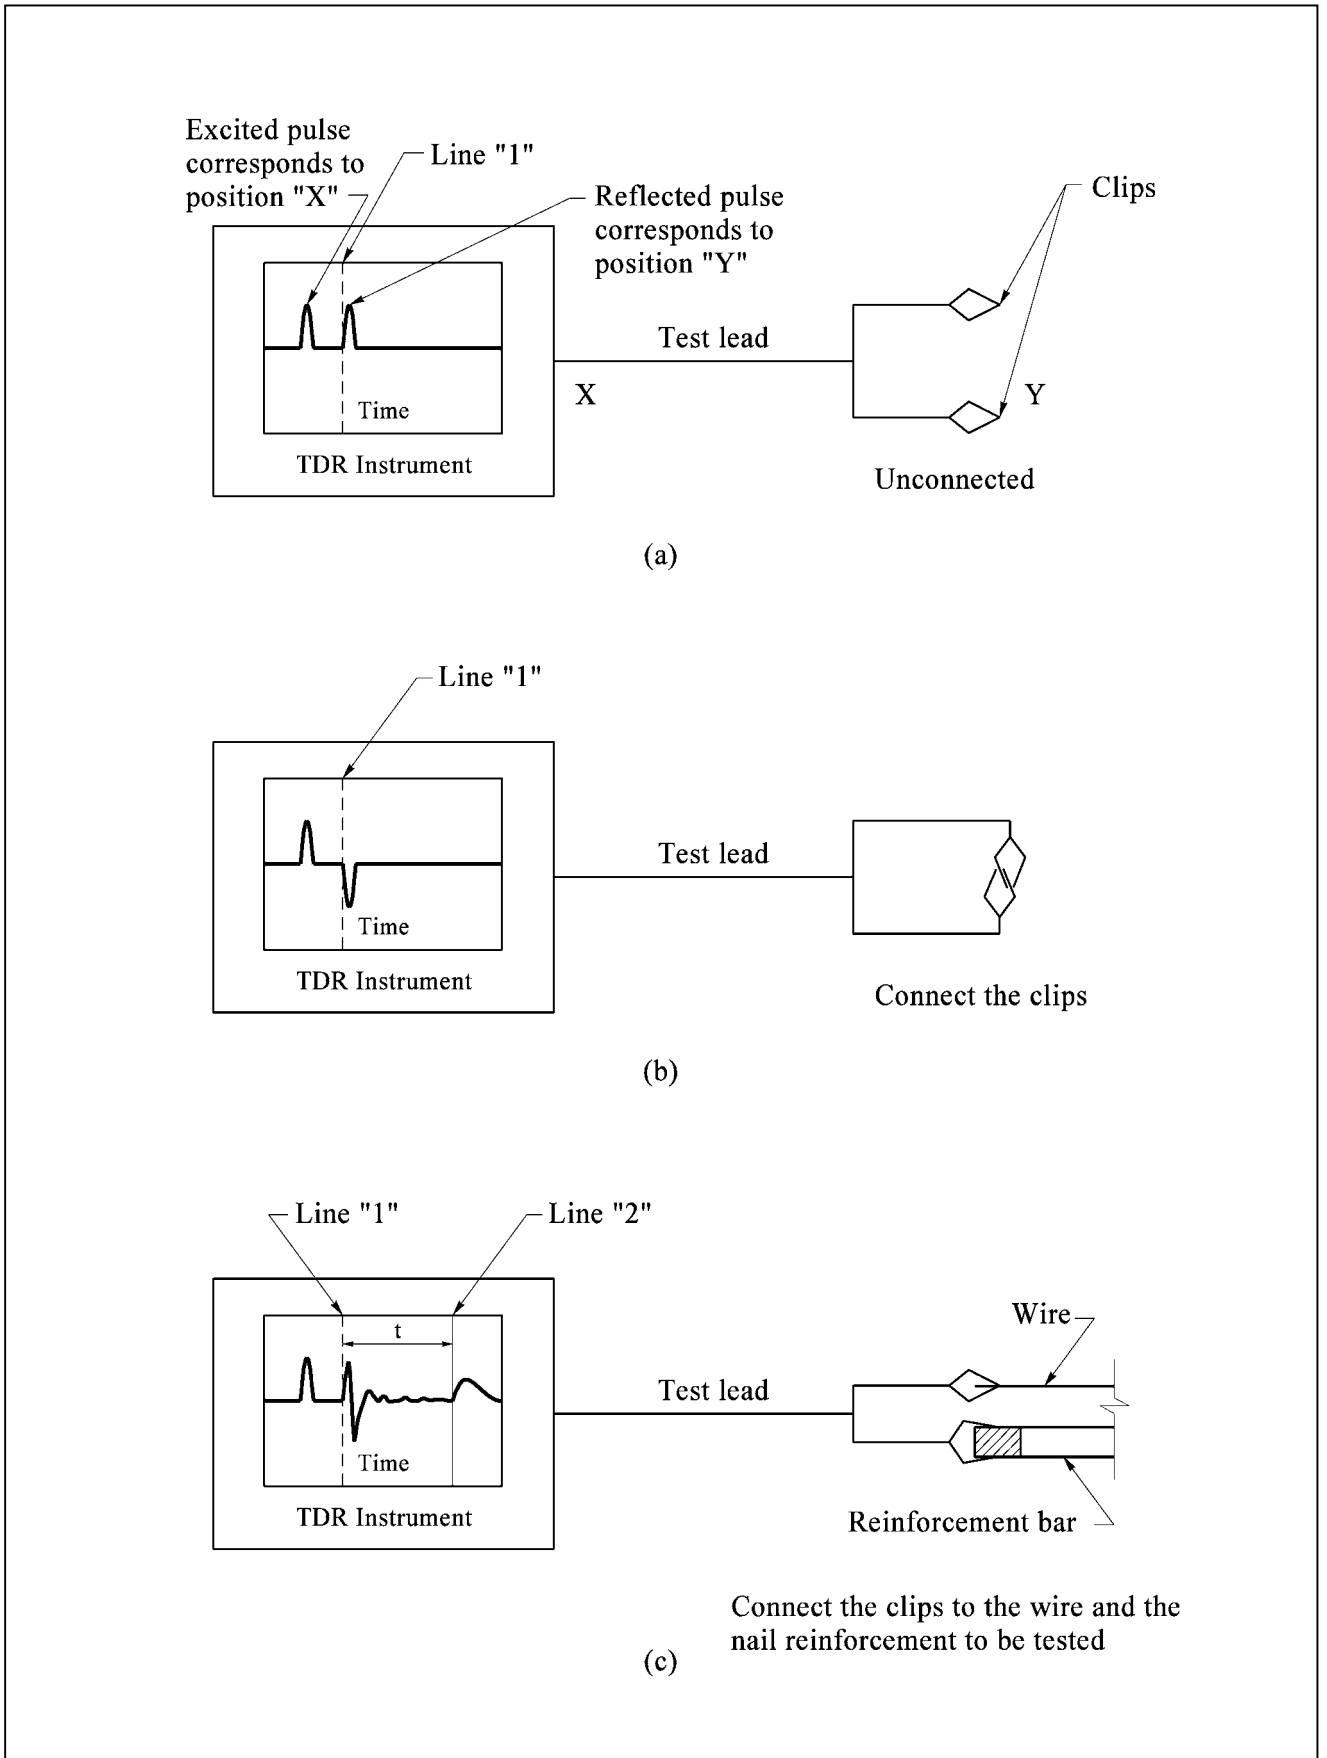 Excited pulse
corresponds to
position "X"
Line "1"
Reflected pulse
corresponds to
position "Y"
Clips
Test lead
X
Y
Time
TDR Instrument
Unconnected
(a)
Line "1"
Test lead
Time
TDR Instrument
Connect the clips
(b)
Line "1"
Line "2"
t
Wire
Test lead
Time
TDR Instrument
Reinforcement bar
Connect the clips to the wire and the
nail reinforcement to be tested
(c)